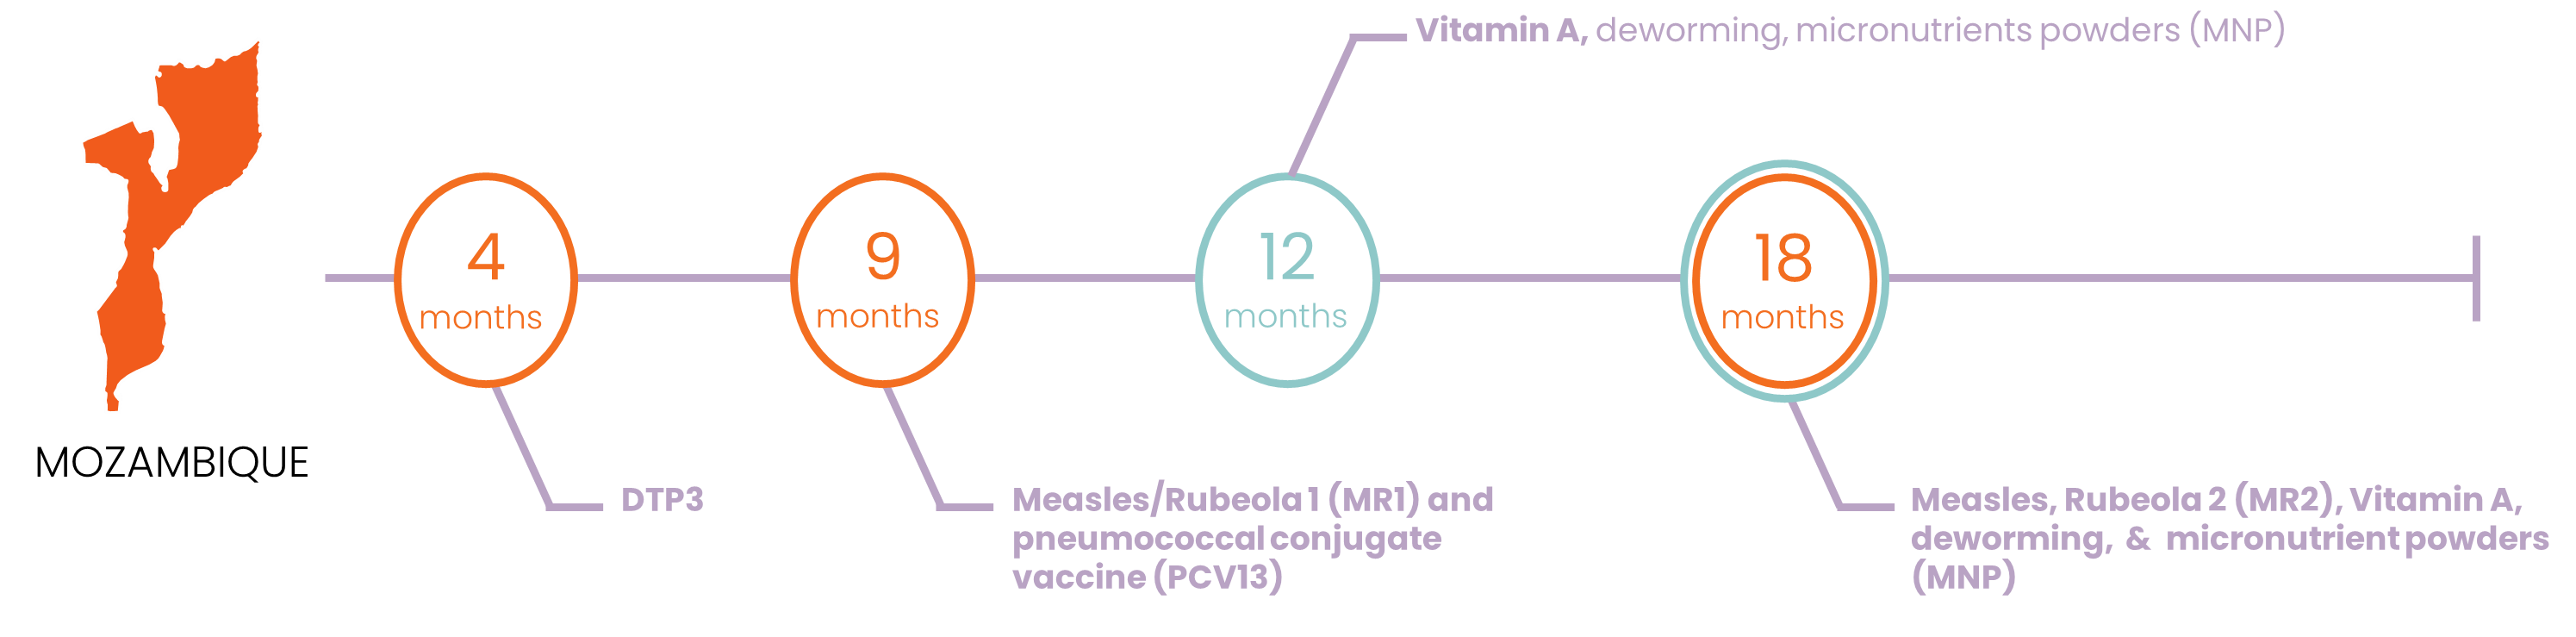 Vitamin A, deworming, micronutrients powders (MNP)
4
months
9
months
12
months
18
months
MOZAMBIQUE
DTP3
Measles/Rubeola 1 (MR1) and
pneumococcal conjugate
vaccine (PCV13)
Measles, Rubeola 2 (MR2), Vitamin A,
deworming, & micronutrient powders
(MNP)